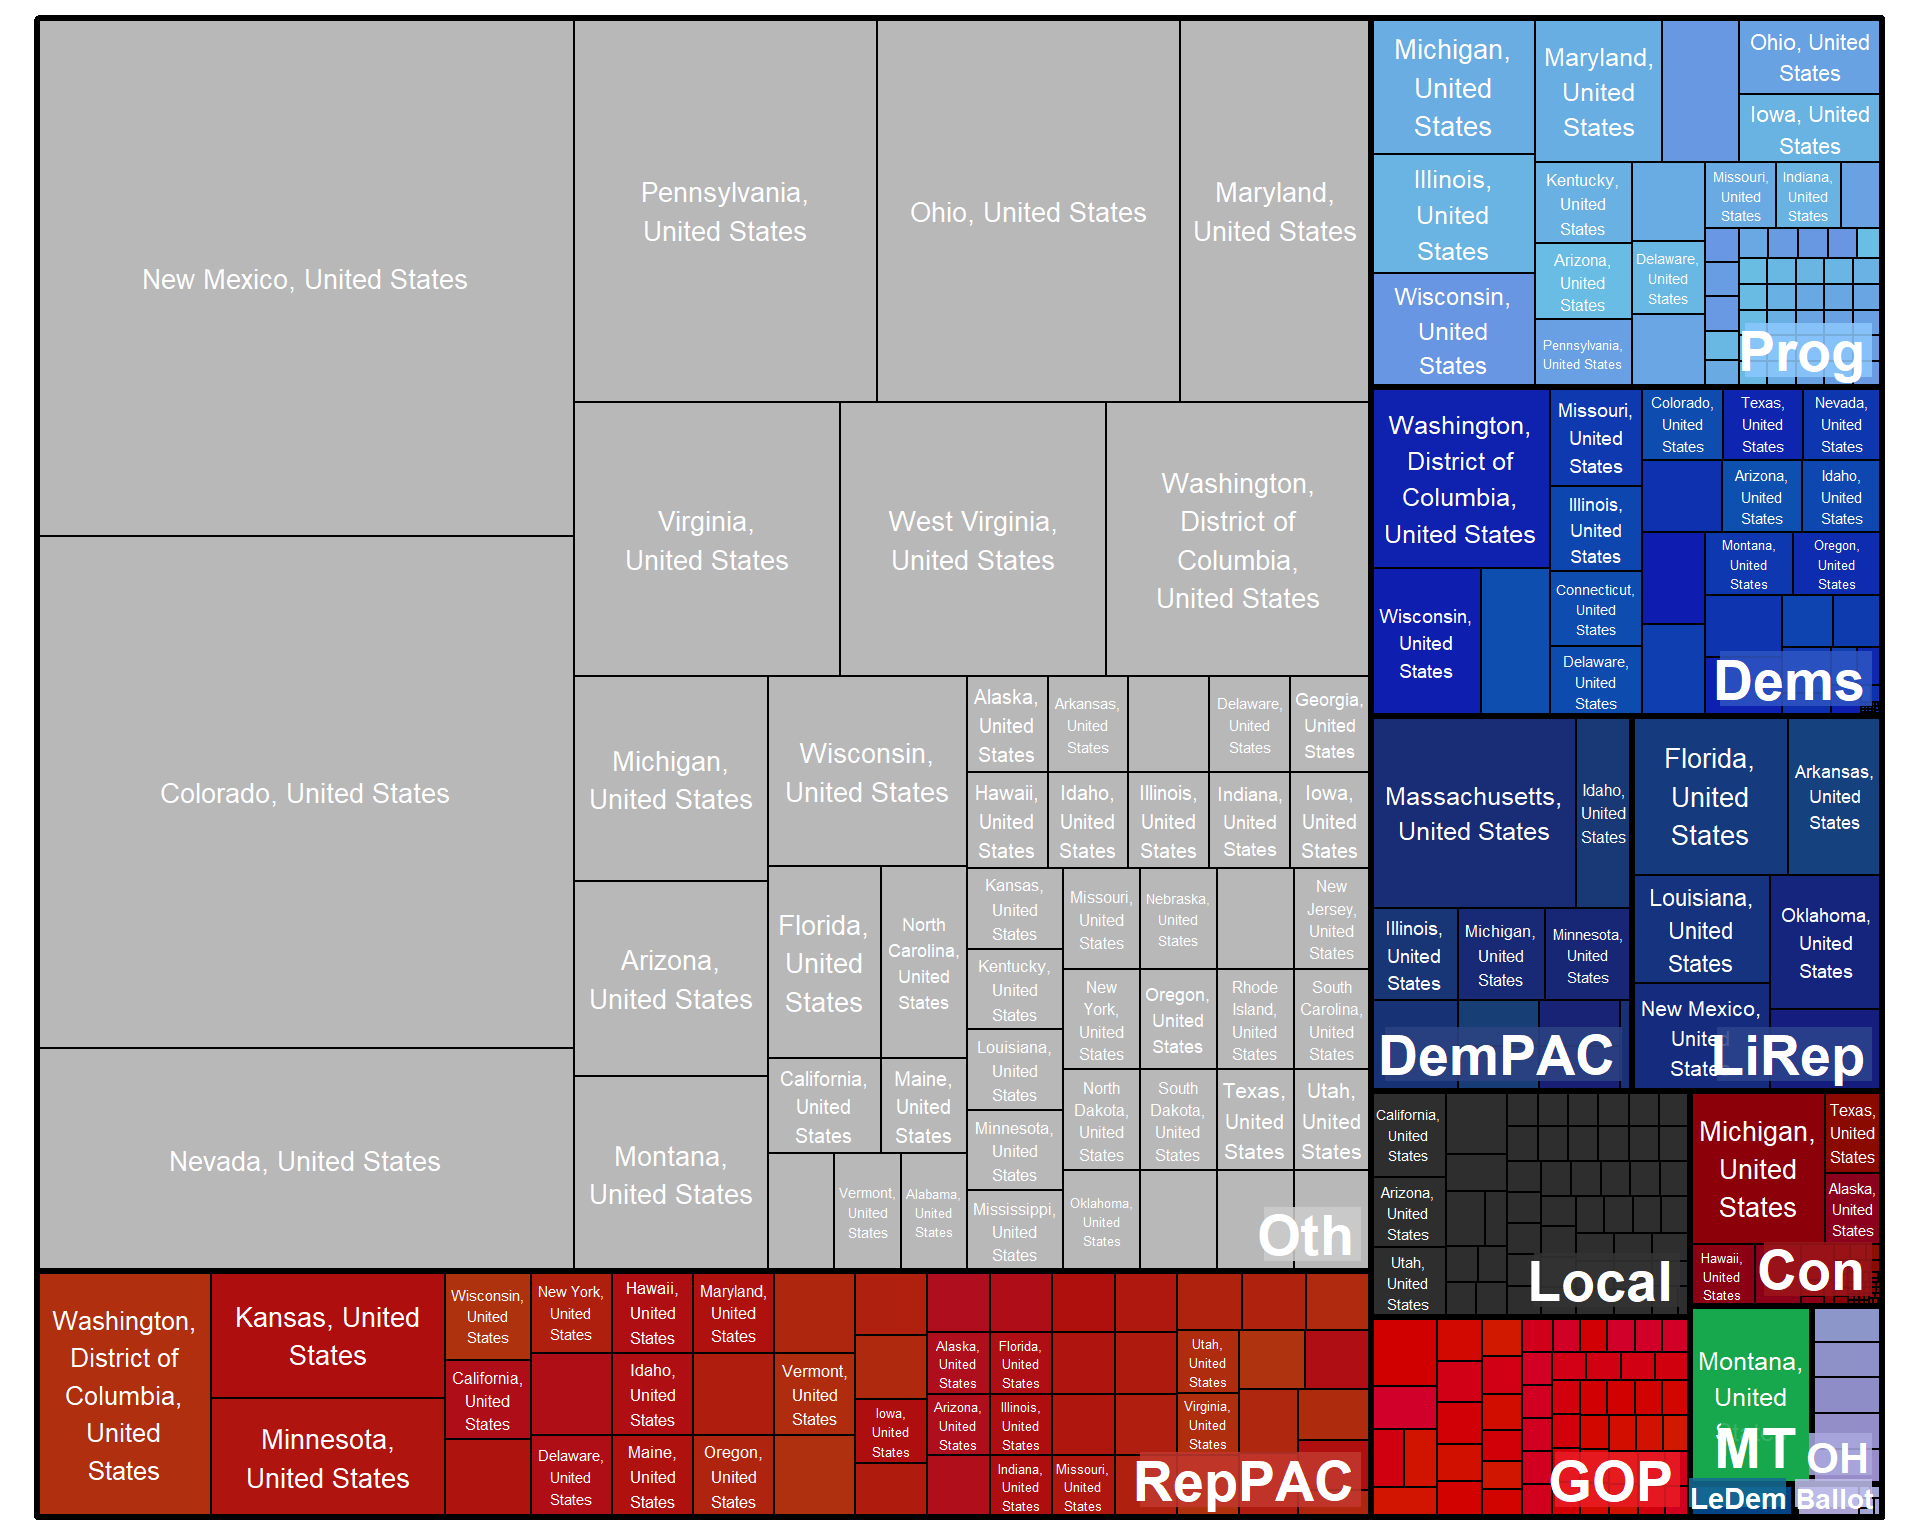 New Mexico, United States
Colorado, United States
Nevada, United States
Pennsylvania,
United States
Ohio, United States
Maryland,
United States
Virginia,
United States
West Virginia,
United States
Washington,
District of
Columbia,
United States
Michigan,
United States
Arizona,
United States
Montana,
United States
Wisconsin,
United States
Florida,
United
States
North
Carolina,
United
States
California,
United
States
Maine,
United
States
Vermont,
United
States
Alabama,
United
States
Alaska,
United
States
Arkansas,
United
States
Delaware,
United
States
Georgia,
United
States
Hawaii,
United
States
Idaho,
United
States
Illinois,
United
States
Indiana,
United
States
Iowa,
United
States
Kansas,
United
States
Kentucky,
United
States
Louisiana,
United
States
Minnesota,
United
States
Mississippi,
United
States
Missouri,
United
States
Nebraska,
United
States
New
Jersey,
United
States
New
York,
United
States
Oregon,
United
States
Rhode
Island,
United
States
South
Carolina,
United
States
North
Dakota,
United
States
South
Dakota,
United
States
Texas,
United
States
Utah,
United
States
Oklahoma,
United
States
Oth
Washington,
District of
Columbia,
United
States
Kansas, United
States
Minnesota,
United States
Wisconsin,
United
States
California,
United
States
New York,
United
States
Delaware,
United
States
Hawaii,
United
States
Idaho,
United
States
Maine,
United
States
Maryland,
United
States
Oregon,
United
States
Vermont,
United
States
Iowa,
United
States
Alaska,
United
States
Arizona,
United
States
Florida,
United
States
Illinois,
United
States
Indiana,
United
States
Missouri,
United
States
Utah,
United
States
Virginia,
United
States
RepPAC
Michigan,
United
States
Illinois,
United
States
Wisconsin,
United
States
Maryland,
United
States
Ohio, United
States
Iowa, United
States
Kentucky,
United
States
Arizona,
United
States
Pennsylvania,
United States
Delaware,
United
States
Missouri,
United
States
Indiana,
United
States
Prog
Washington,
District of
Columbia,
United States
Wisconsin,
United
States
Missouri,
United
States
Illinois,
United
States
Connecticut,
United
States
Delaware,
United
States
Colorado,
United
States
Texas,
United
States
Nevada,
United
States
Arizona,
United
States
Idaho,
United
States
Montana,
United
States
Oregon,
United
States
Dems
Massachusetts,
United States
Idaho,
United
States
Illinois,
United
States
Michigan,
United
States
Minnesota,
United
States
DemPAC
Florida,
United
States
Arkansas,
United
States
Louisiana,
United
States
Oklahoma,
United
States
New Mexico,
United
States
LiRep
California,
United
States
Arizona,
United
States
Utah,
United
States
Local
Michigan,
United
States
Texas,
United
States
Alaska,
United
States
Hawaii,
United
States
Con
GOP
Montana,
United
States
MT
OH
LeDem
Ballot